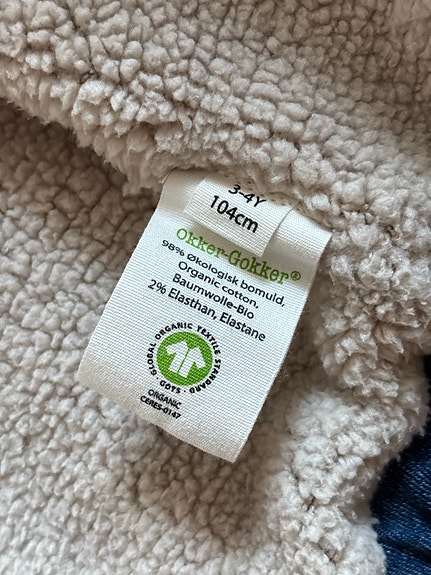 3-4Y
104cm
Okker-Gokker®
98% Økologisk bomuld,
Organic cotton,
Baumwolle-Bio
2% Elasthan, Elastane
GLOBAL ORGANIC TEXTILE STANDARD
· GOTS ·
ORGANIC
CERES-0147